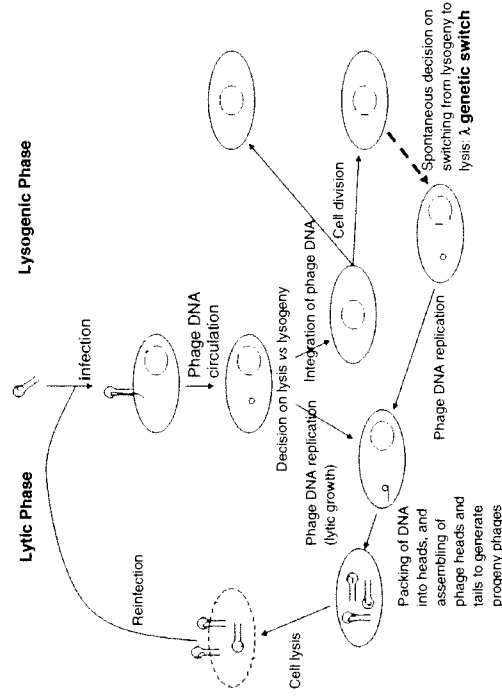 Lytic Phase
Lysogenic Phase
infection
Reinfection
Phage DNA
circulation
Decision on lysis vs lysogeny
Phage DNA replication
(lytic growth)
Integration of phage DNA
Cell division
Cell lysis
Packing of DNA
into heads, and
assembling of
phage heads and
tails to generate
progeny phages
Phage DNA replication
Spontaneous decision on
switching from lysogeny to
lysis: λ genetic switch